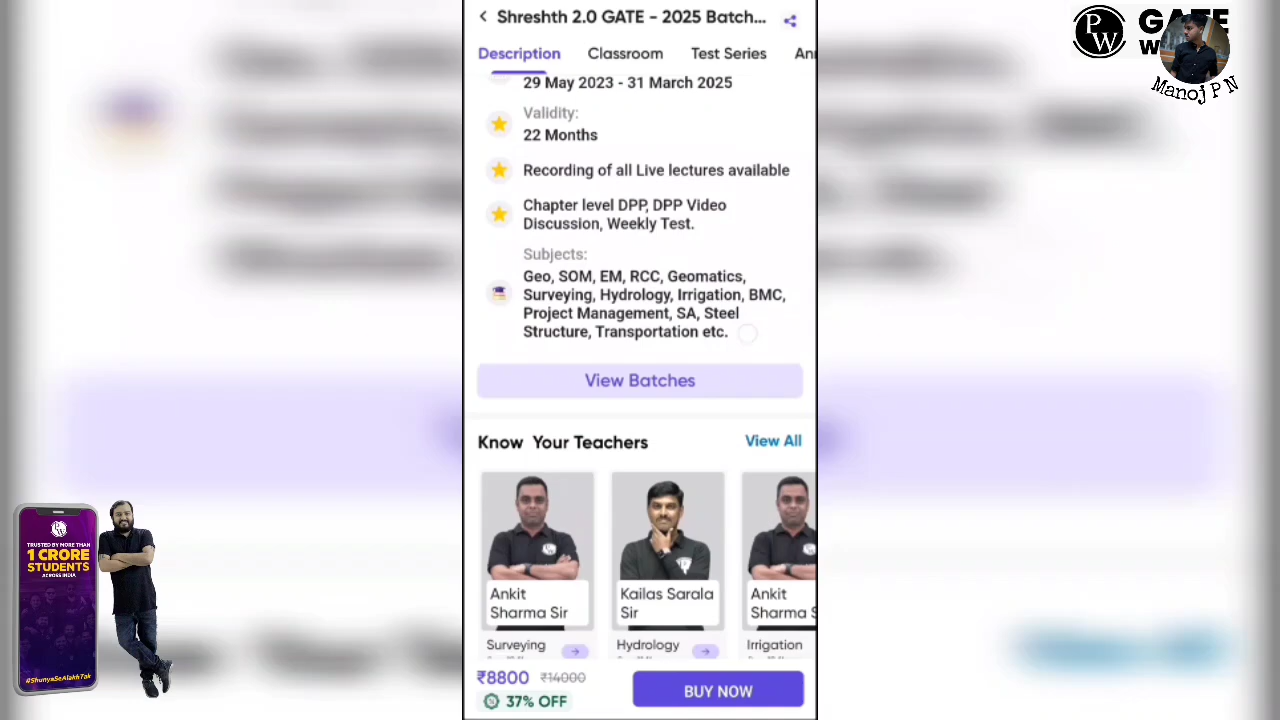 Shreshth 2.0 GATE - 2025 Batch...
Description Classroom Test Series
29 May 2023 - 31 March 2025
Validity:
22 Months
Recording of all Live lectures available
Chapter level DPP, DPP Video
Discussion, Weekly Test.
Subjects:
Geo, SOM, EM, RCC, Geomatics,
Surveying, Hydrology, Irrigation, BMC,
Project Management, SA, Steel
Structure, Transportation etc.
View Batches
Know Your Teachers
View All
Ankit
Sharma Sir
Surveying
Kailas Sarala
Sir
Hydrology
Ankit
Sharma S
Irrigation
₹8800 ₹14000
37% OFF
BUY NOW
PW
GATE
W
Manoj P N
TRUSTED BY MORE THAN
1 CRORE
STUDENTS
ACROSS INDIA
#ShunyaSeAlakhTak